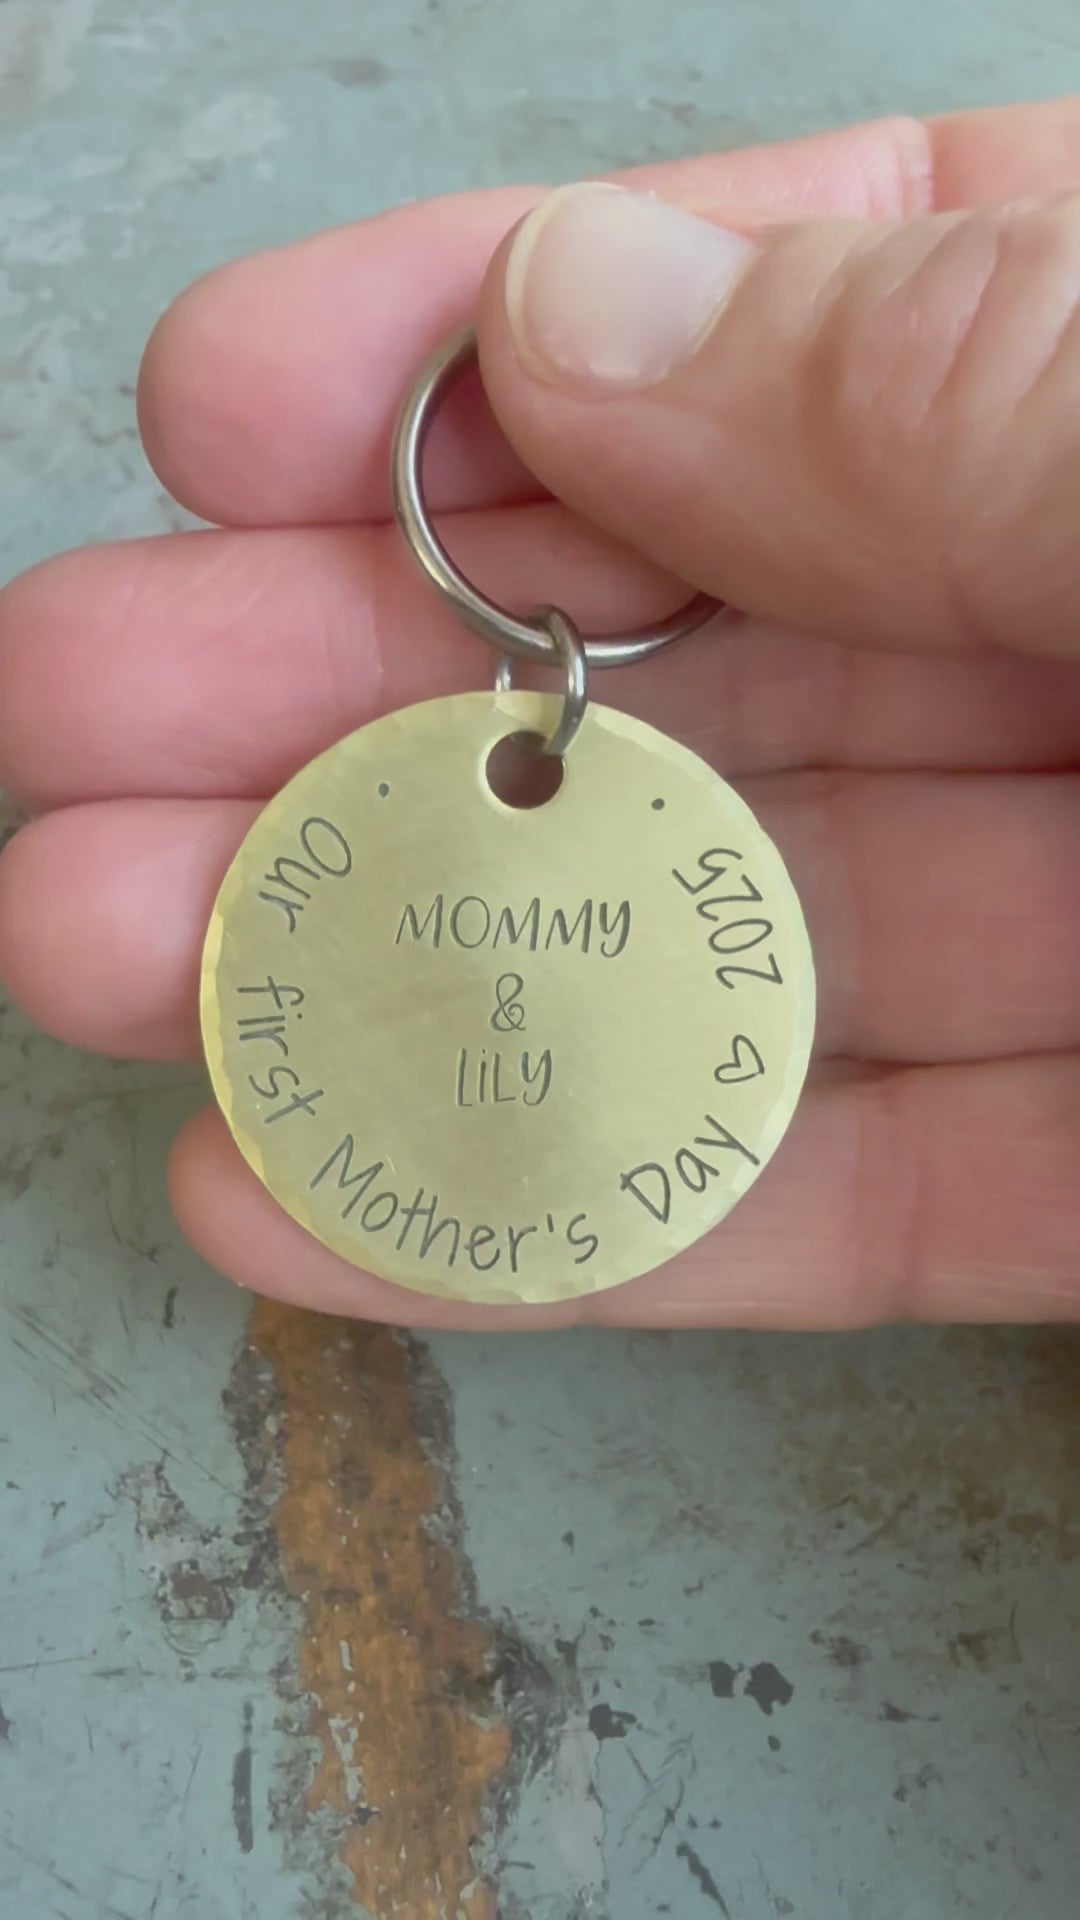 MOMMY
&
LiLY
Our first Mother's Day ♡ 2025